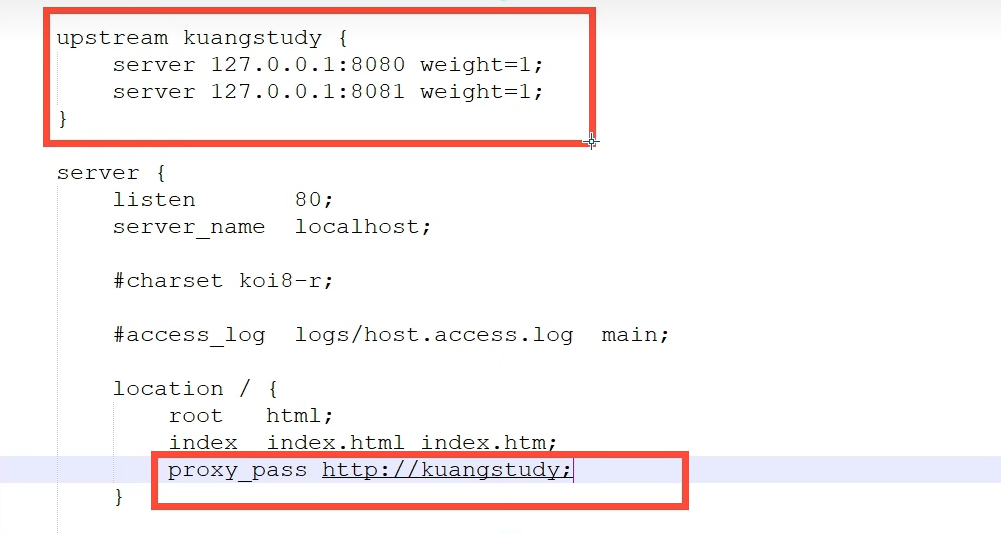 upstream kuangstudy {
    server 127.0.0.1:8080 weight=1;
    server 127.0.0.1:8081 weight=1;
}
server {
    listen       80;
    server_name  localhost;
    #charset koi8-r;
    #access_log  logs/host.access.log  main;
    location / {
        root   html;
        index  index.html index.htm;
        proxy_pass http://kuangstudy;
    }